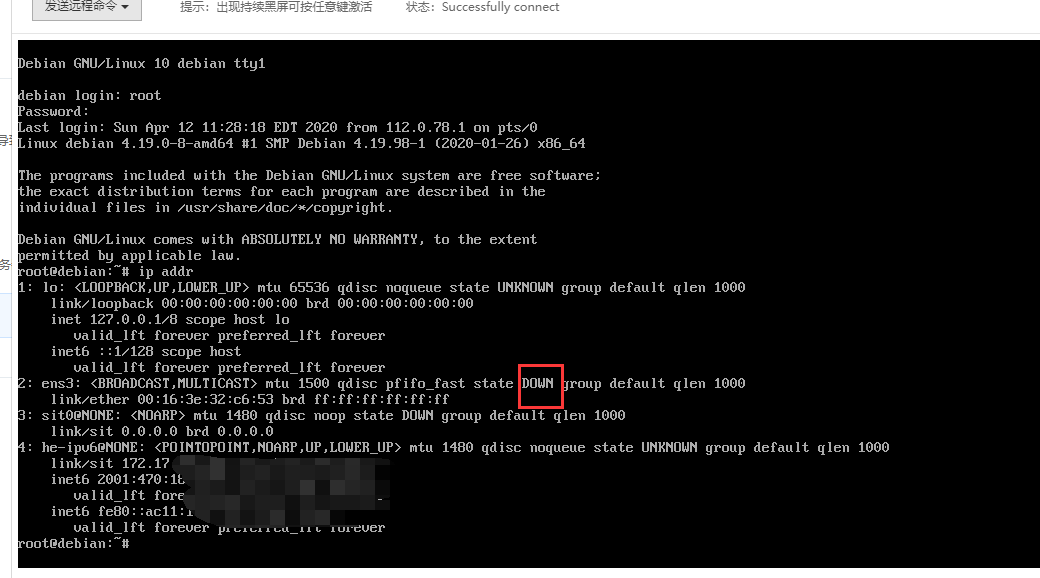 发送远程命令
提示：出现持续黑屏可按任意键激活
状态：Successfully connect
Debian GNU/Linux 10 debian tty1
debian login: root
Password:
Last login: Sun Apr 12 11:28:18 EDT 2020 from 112.0.78.1 on pts/0
Linux debian 4.19.0-8-amd64 #1 SMP Debian 4.19.98-1 (2020-01-26) x86_64
The programs included with the Debian GNU/Linux system are free software;
the exact distribution terms for each program are described in the
individual files in /usr/share/doc/*/copyright.
Debian GNU/Linux comes with ABSOLUTELY NO WARRANTY, to the extent
permitted by applicable law.
root@debian:~# ip addr
1: lo: <LOOPBACK,UP,LOWER_UP> mtu 65536 qdisc noqueue state UNKNOWN group default qlen 1000
link/loopback 00:00:00:00:00:00 brd 00:00:00:00:00:00
inet 127.0.0.1/8 scope host lo
valid_lft forever preferred_lft forever
inet6 ::1/128 scope host
valid_lft forever preferred_lft forever
2: ens3: <BROADCAST,MULTICAST> mtu 1500 qdisc pfifo_fast state DOWN group default qlen 1000
link/ether 00:16:3e:32:c6:53 brd ff:ff:ff:ff:ff:ff
3: sit0@NONE: <NOARP> mtu 1480 qdisc noop state DOWN group default qlen 1000
link/sit 0.0.0.0 brd 0.0.0.0
4: he-ipv6@NONE: <POINTOPOINT,NOARP,UP,LOWER_UP> mtu 1480 qdisc noqueue state UNKNOWN group default qlen 1000
link/sit 172.17
inet6 2001:470:18
valid_lft fore
inet6 fe80::ac11:
valid_lft forever preferred_lft forever
root@debian:~#